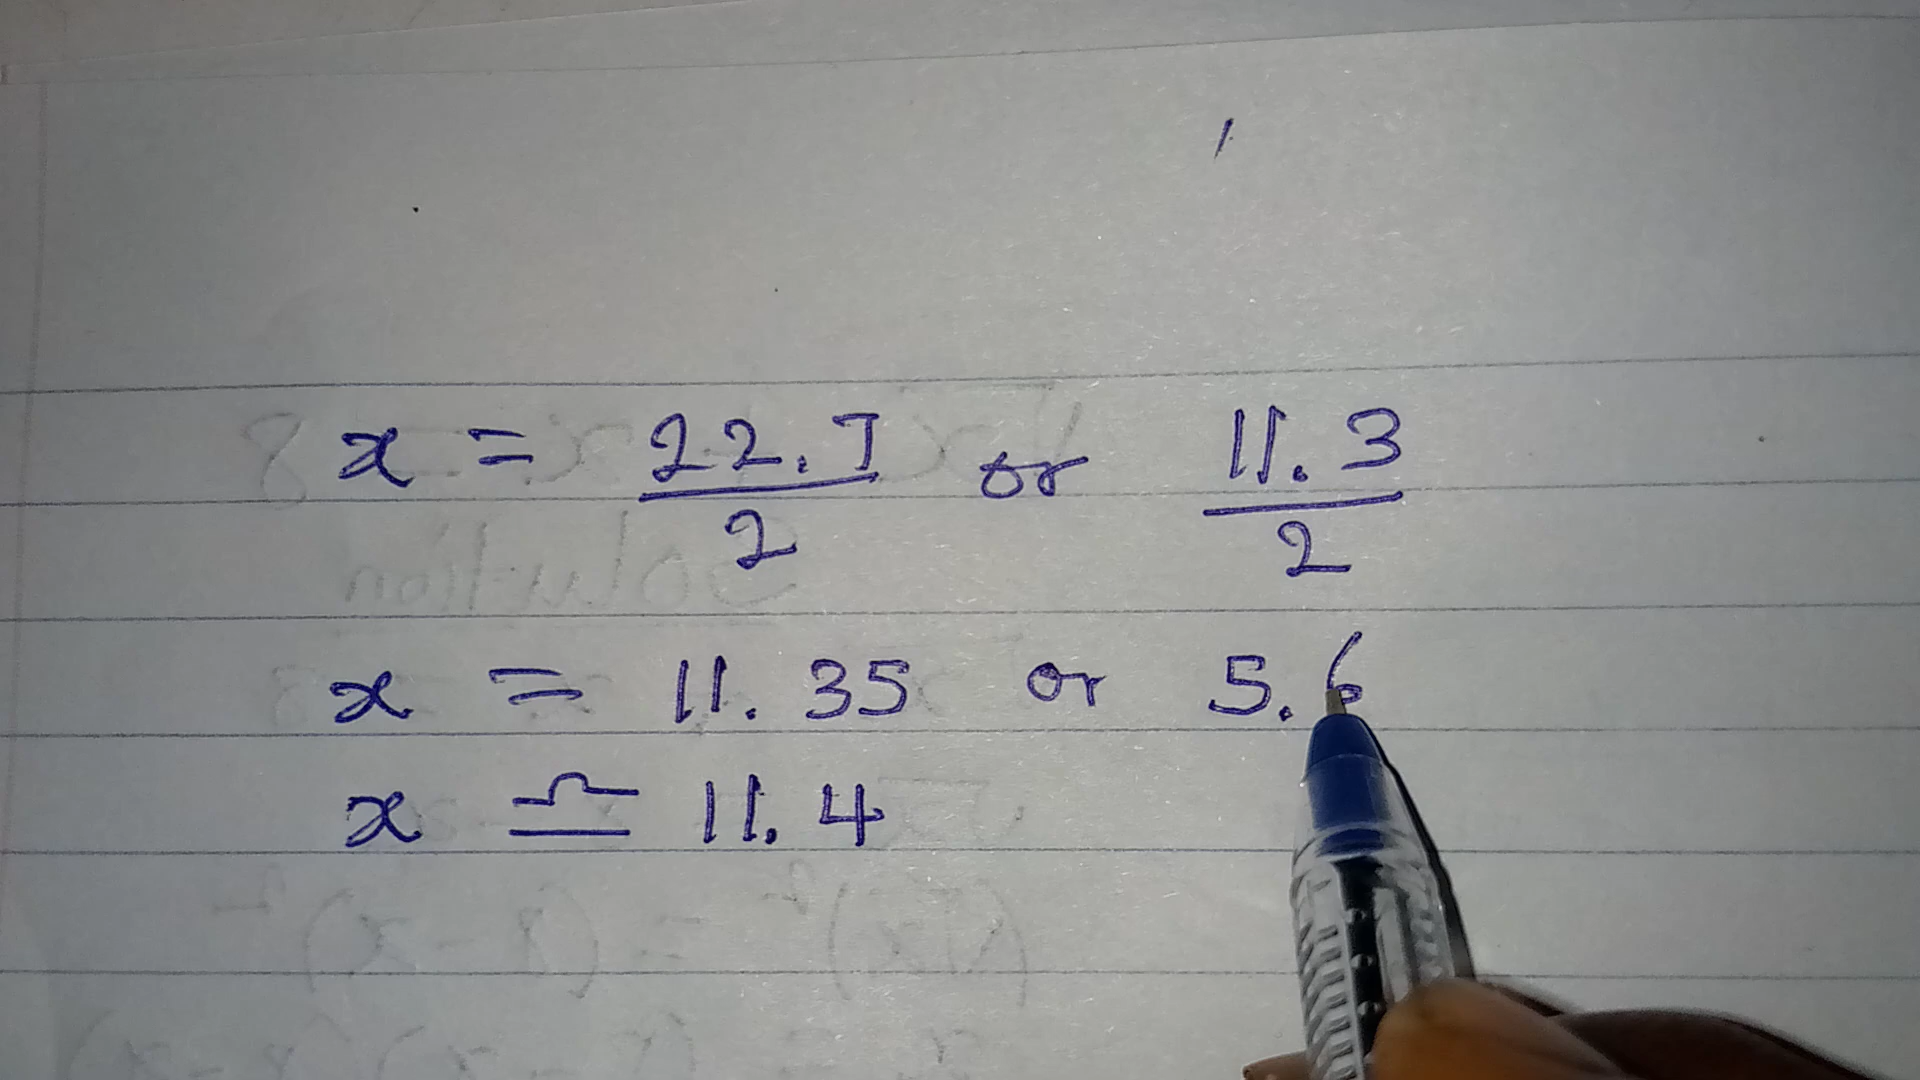 x = 22.7/2 or 11.3/2
x = 11.35 or 5.6
x ≏ 11.4